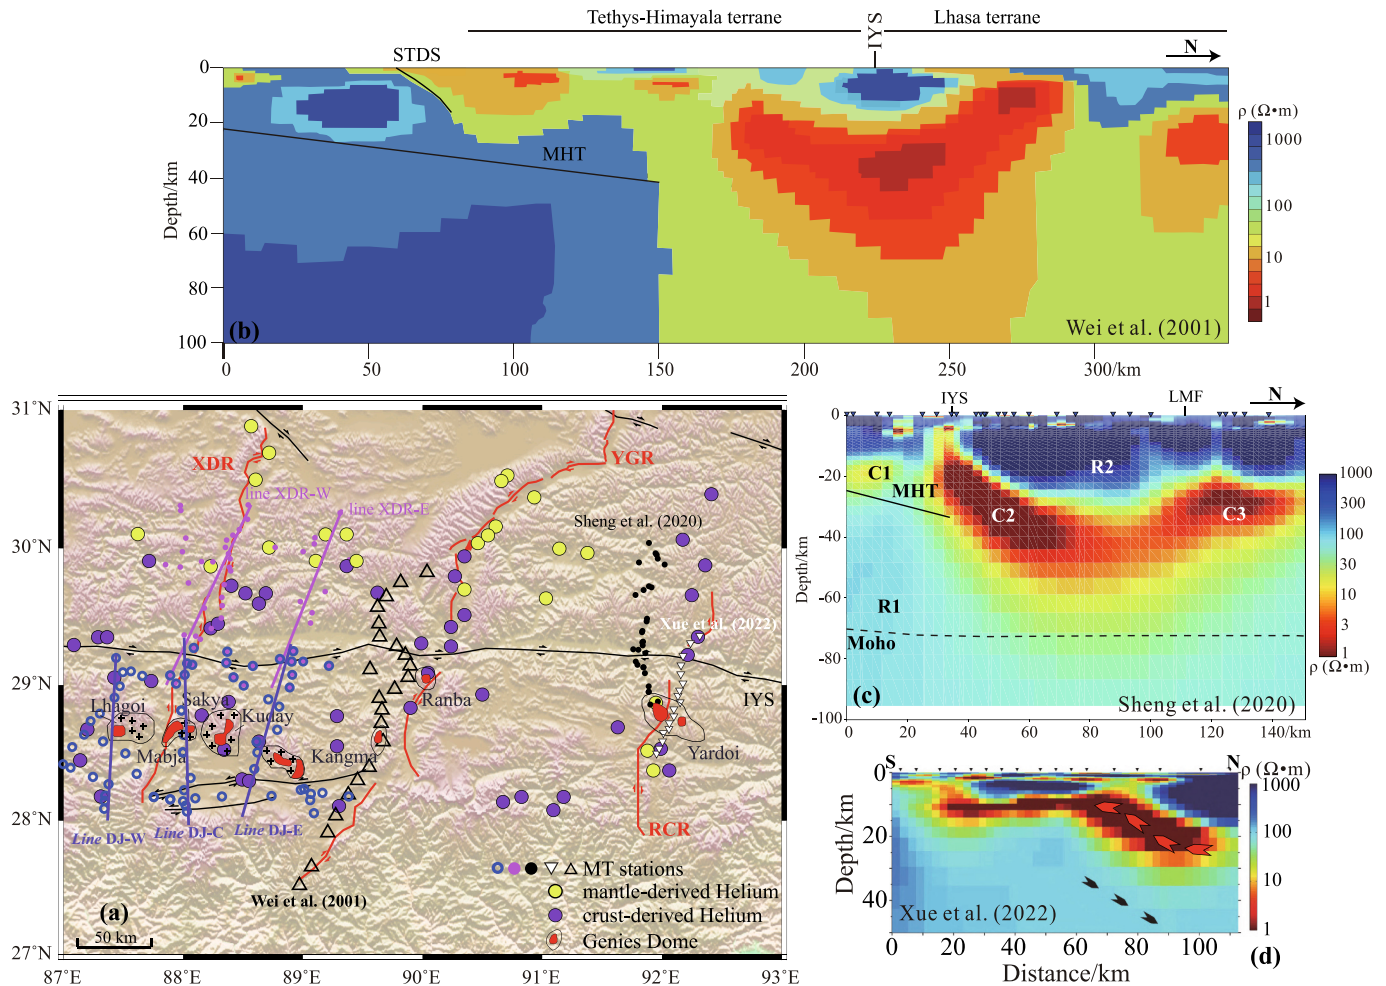 Tethys-Himayala terrane
IYS
Lhasa terrane
STDS
N
0
20
40
60
80
100
Depth/km
MHT
(b)
Wei et al. (2001)
0
50
100
150
200
250
300/km
ρ (Ω•m)
1000
100
10
1
31°N
30°N
29°N
28°N
27°N
87°E
88°E
89°E
90°E
91°E
92°E
93°E
XDR
YGR
line XDR-W
line XDR-E
Sheng et al. (2020)
Xue et al. (2022)
IYS
Lhagoi
Sakya
Kuday
Mabja
Kangma
Ranba
Yardoi
Line DJ-W
Line DJ-C
Line DJ-E
RCR
Wei et al. (2001)
MT stations
mantle-derived Helium
crust-derived Helium
Genies Dome
(a)
50 km
IYS
LMF
N
0
-20
-40
-60
-80
-100
Depth/km
C1
MHT
R2
C2
C3
R1
Moho
(c)
Sheng et al. (2020)
0
20
40
60
80
100
120
140/km
1000
300
100
30
10
3
1
ρ (Ω•m)
S
N
0
20
40
Depth/km
Xue et al. (2022)
0
20
40
60
80
100
Distance/km
ρ (Ω•m)
1000
100
10
1
(d)